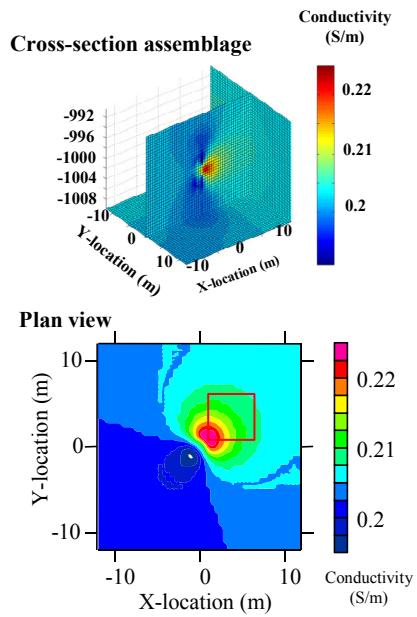 Conductivity
(S/m)
Cross-section assemblage
0.22
0.21
0.2
-992
-996
-1000
-1004
-1008
-10
0
10
Y-location (m)
-10
0
10
X-location (m)
Plan view
10
0
-10
Y-location (m)
-10
0
10
X-location (m)
0.22
0.21
0.2
Conductivity
(S/m)